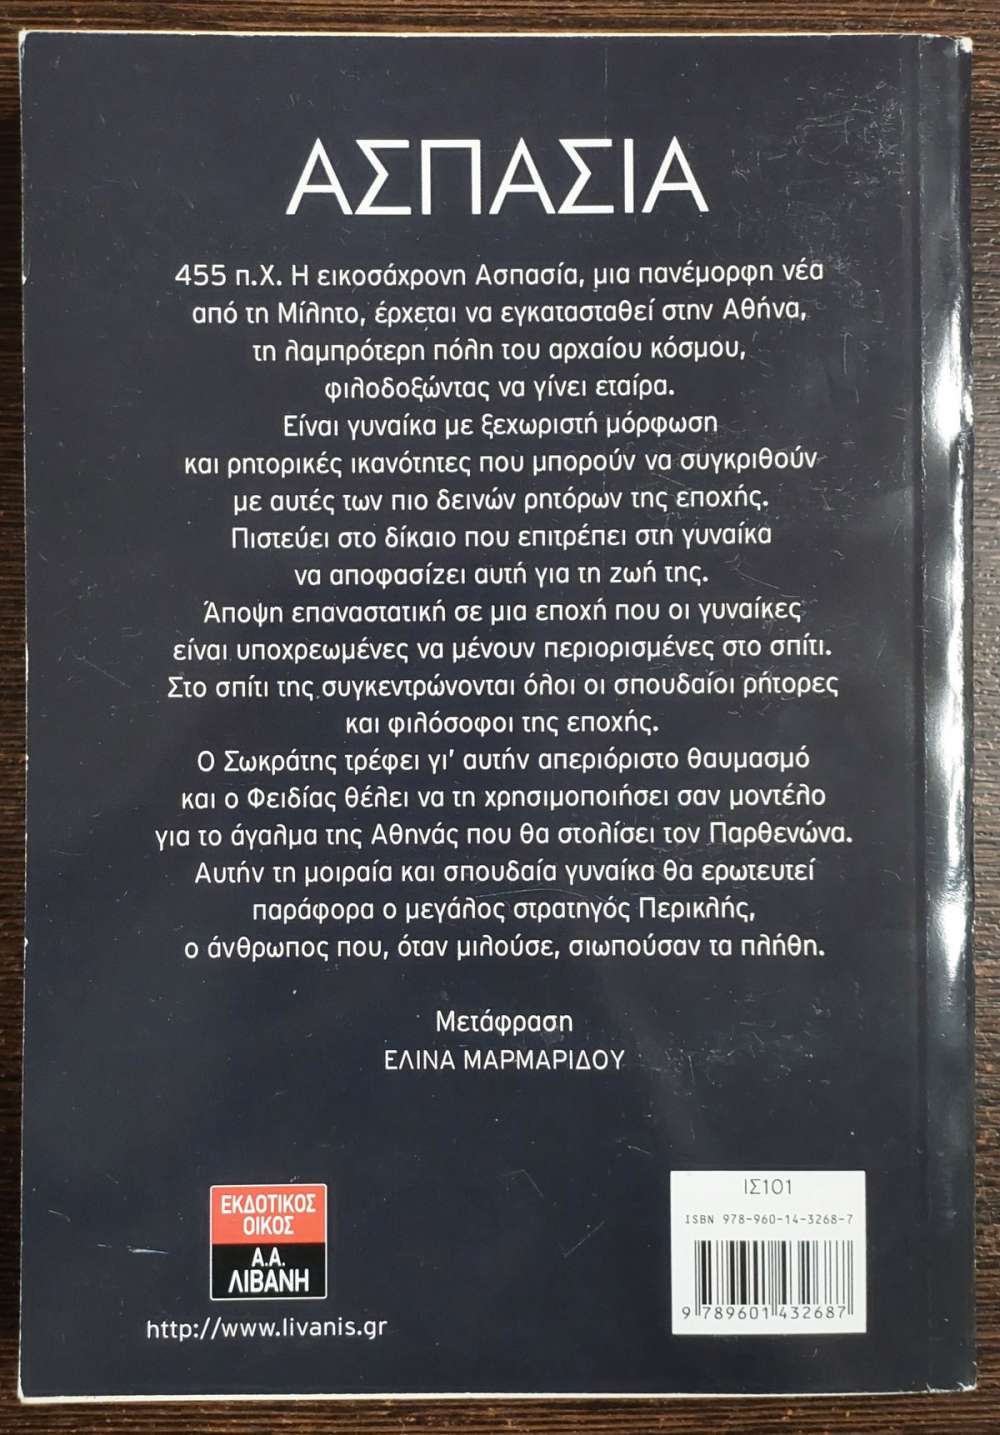 ΑΣΠΑΣΙΑ
455 π.Χ. Η εικοσάχρονη Ασπασία, μια πανέμορφη νέα
από τη Μίλητο, έρχεται να εγκατασταθεί στην Αθήνα,
τη λαμπρότερη πόλη του αρχαίου κόσμου,
φιλοδοξώντας να γίνει εταίρα.
Είναι γυναίκα με ξεχωριστή μόρφωση
και ρητορικές ικανότητες που μπορούν να συγκριθούν
με αυτές των πιο δεινών ρητόρων της εποχής.
Πιστεύει στο δίκαιο που επιτρέπει στη γυναίκα
να αποφασίζει αυτή για τη ζωή της.
Άποψη επαναστατική σε μια εποχή που οι γυναίκες
είναι υποχρεωμένες να μένουν περιορισμένες στο σπίτι.
Στο σπίτι της συγκεντρώνονται όλοι οι σπουδαίοι ρήτορες
και φιλόσοφοι της εποχής.
Ο Σωκράτης τρέφει γι' αυτήν απεριόριστο θαυμασμό
και ο Φειδίας θέλει να τη χρησιμοποιήσει σαν μοντέλο
για το άγαλμα της Αθηνάς που θα στολίσει τον Παρθενώνα.
Αυτήν τη μοιραία και σπουδαία γυναίκα θα ερωτευτεί
παράφορα ο μεγάλος στρατηγός Περικλής,
ο άνθρωπος που, όταν μιλούσε, σιωπούσαν τα πλήθη.
Μετάφραση
ΕΛΙΝΑ ΜΑΡΜΑΡΙΔΟΥ
ΕΚΔΟΤΙΚΟΣ
ΟΙΚΟΣ
Α.Α.
ΛΙΒΑΝΗ
http://www.livanis.gr
ΙΣ101
ISBN 978-960-14-3268-7
9 789601 432687